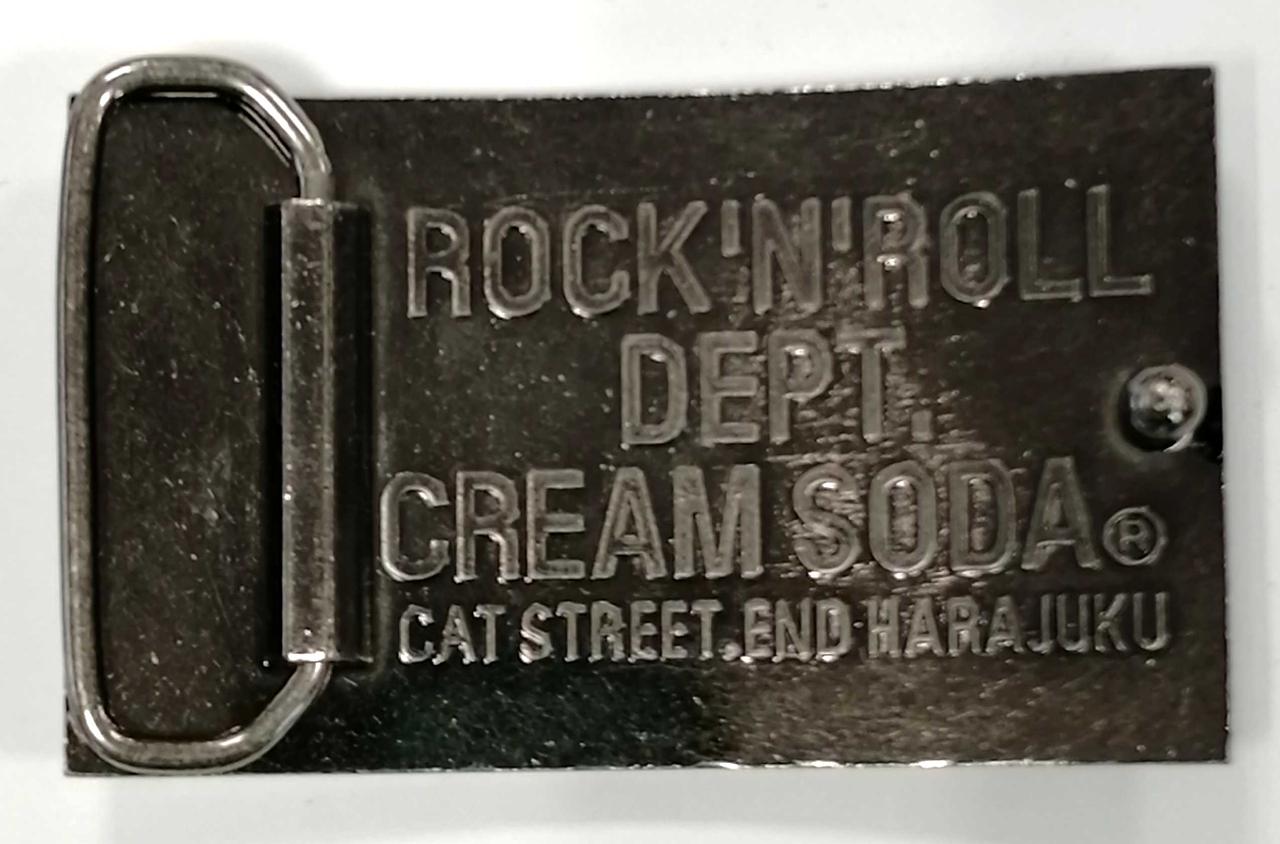 ROCK'N'ROLL
DEPT.
CREAM SODA®
CAT STREET.END HARAJUKU